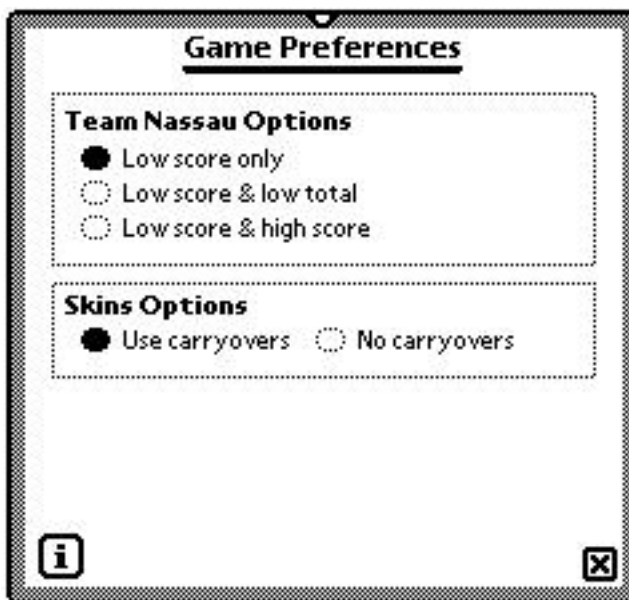 Game Preferences
Team Nassau Options
Low score only
Low score & low total
Low score & high score
Skins Options
Use carryovers No carryovers
i